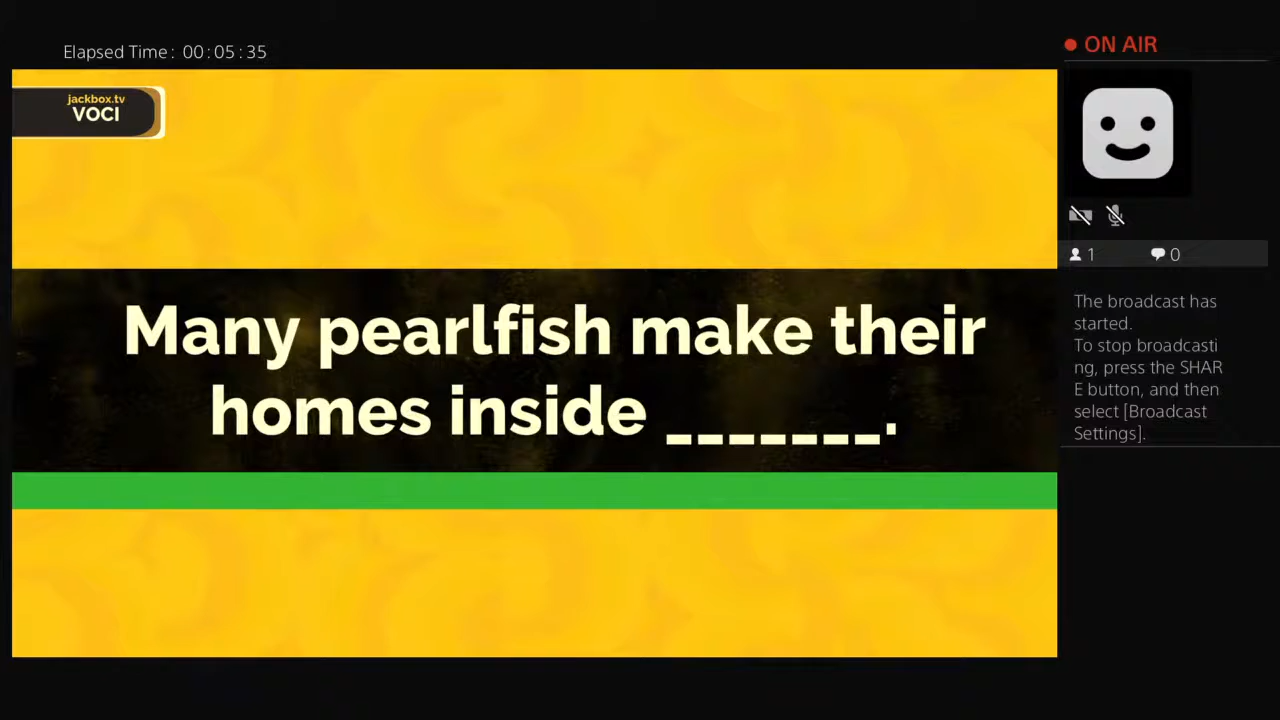 Elapsed Time: 00:05:35
ON AIR
jackbox.tv
VOCI
1
0
Many pearlfish make their
homes inside _______.
The broadcast has
started.
To stop broadcasti
ng, press the SHAR
E button, and then
select [Broadcast
Settings].